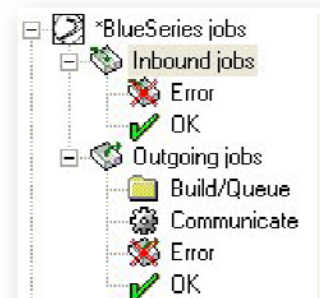 *BlueSeries jobs
Inbound jobs
Error
OK
Outgoing jobs
Build/Queue
Communicate
Error
OK